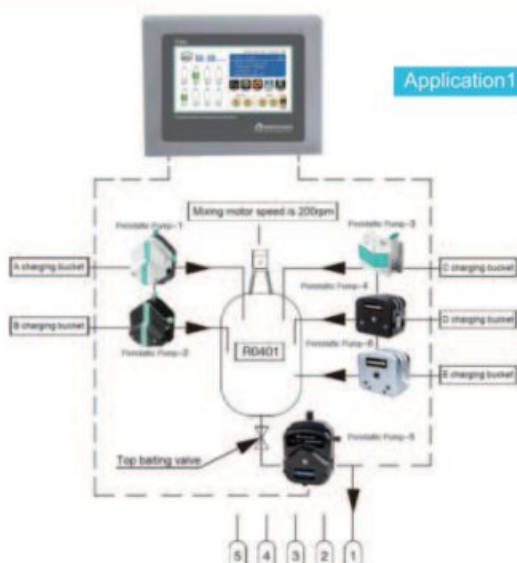 Application1
Mixing motor speed is 200rpm
Peristaltic Pump-1
Peristaltic Pump-3
A charging bucket
C charging bucket
Peristaltic Pump-4
B charging bucket
D charging bucket
R0401
Peristaltic Pump-2
Peristaltic Pump-6
E charging bucket
Peristaltic Pump-5
Top baiting valve
5 4 3 2 1